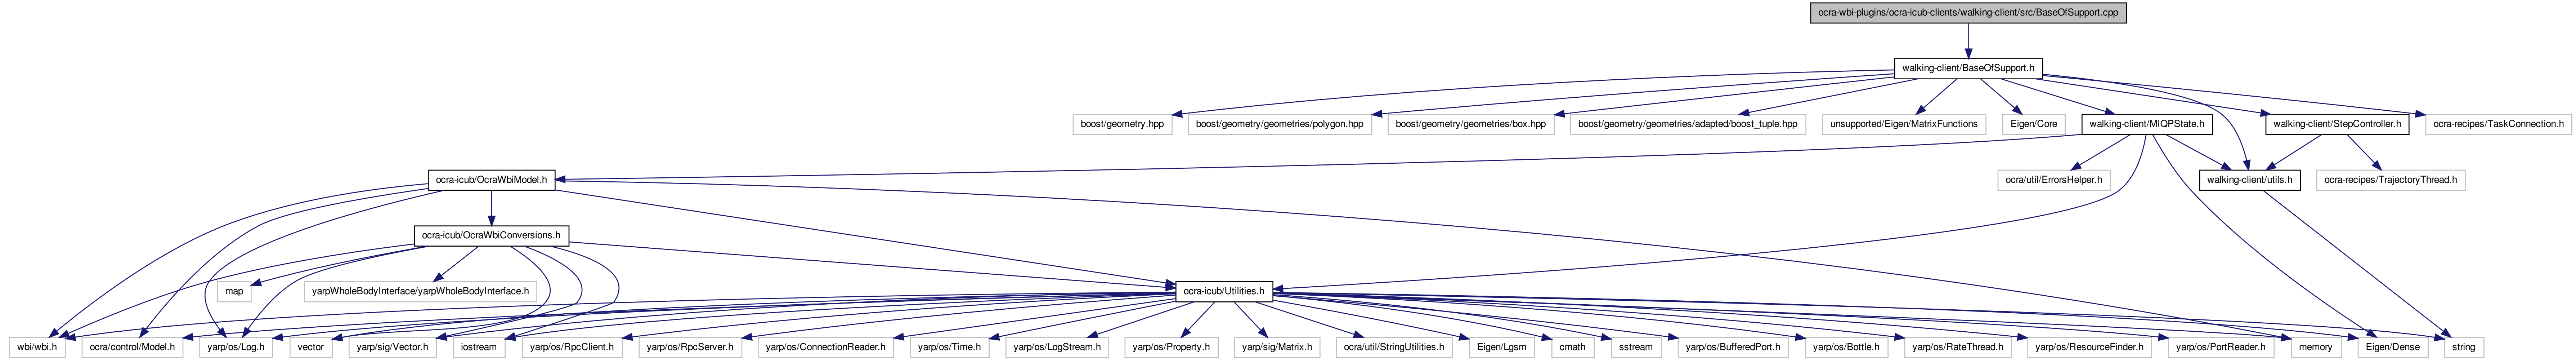 ocra-wbi-plugins/ocra-icub-clients/walking-client/src/BaseOfSupport.cpp
walking-client/BaseOfSupport.h
boost/geometry.hpp
boost/geometry/geometries/polygon.hpp
boost/geometry/geometries/box.hpp
boost/geometry/geometries/adapted/boost_tuple.hpp
unsupported/Eigen/MatrixFunctions
Eigen/Core
walking-client/MIQPState.h
walking-client/StepController.h
ocra-recipes/TaskConnection.h
ocra-icub/OcraWbiModel.h
ocra/util/ErrorsHelper.h
walking-client/utils.h
ocra-recipes/TrajectoryThread.h
ocra-icub/OcraWbiConversions.h
map
yarpWholeBodyInterface/yarpWholeBodyInterface.h
ocra-icub/Utilities.h
wbi/wbi.h
ocra/control/Model.h
yarp/os/Log.h
vector
yarp/sig/Vector.h
iostream
yarp/os/RpcClient.h
yarp/os/RpcServer.h
yarp/os/ConnectionReader.h
yarp/os/Time.h
yarp/os/LogStream.h
yarp/os/Property.h
yarp/sig/Matrix.h
ocra/util/StringUtilities.h
Eigen/Lgsm
cmath
sstream
yarp/os/BufferedPort.h
yarp/os/Bottle.h
yarp/os/RateThread.h
yarp/os/ResourceFinder.h
yarp/os/PortReader.h
memory
Eigen/Dense
string